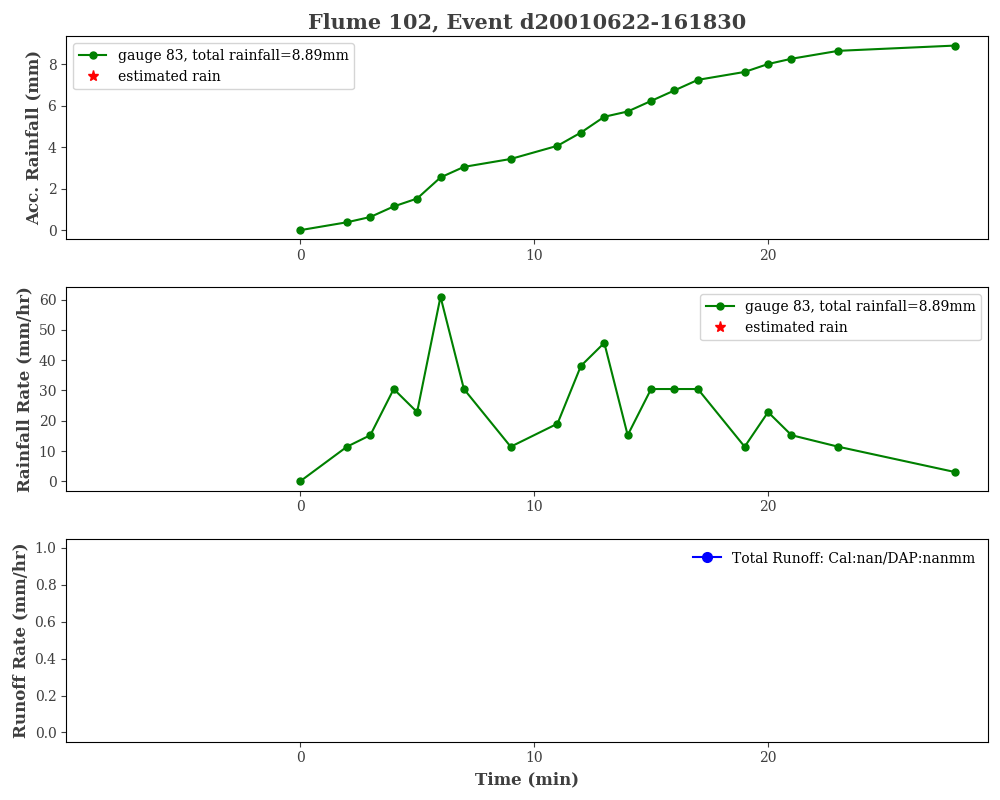 Flume 102, Event d20010622-161830
Acc. Rainfall (mm)
8
6
4
2
0
gauge 83, total rainfall=8.89mm
estimated rain
0 10 20
Rainfall Rate (mm/hr)
60
50
40
30
20
10
0
gauge 83, total rainfall=8.89mm
estimated rain
0 10 20
Runoff Rate (mm/hr)
1.0
0.8
0.6
0.4
0.2
0.0
Total Runoff: Cal:nan/DAP:nanmm
0 10 20
Time (min)